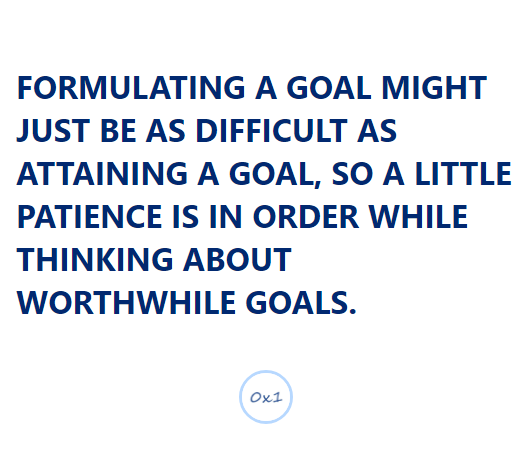 FORMULATING A GOAL MIGHT
JUST BE AS DIFFICULT AS
ATTAINING A GOAL, SO A LITTLE
PATIENCE IS IN ORDER WHILE
THINKING ABOUT
WORTHWHILE GOALS.
0x1